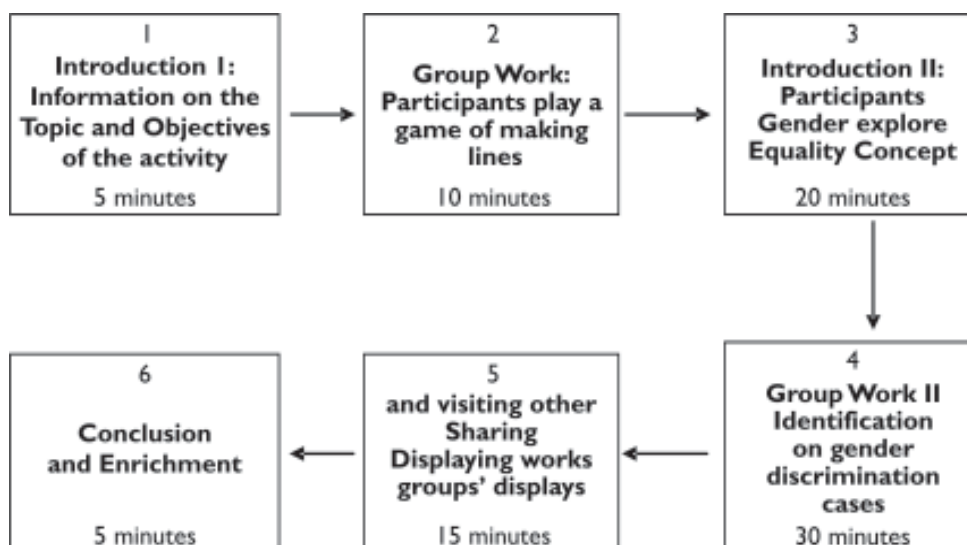 1
Introduction I:
Information on the
Topic and Objectives
of the activity
5 minutes
2
Group Work:
Participants play a
game of making
lines
10 minutes
3
Introduction II:
Participants
Gender explore
Equality Concept
20 minutes
4
Group Work II
Identification
on gender
discrimination
cases
30 minutes
5
and visiting other
Sharing
Displaying works
groups' displays
15 minutes
6
Conclusion
and Enrichment
5 minutes